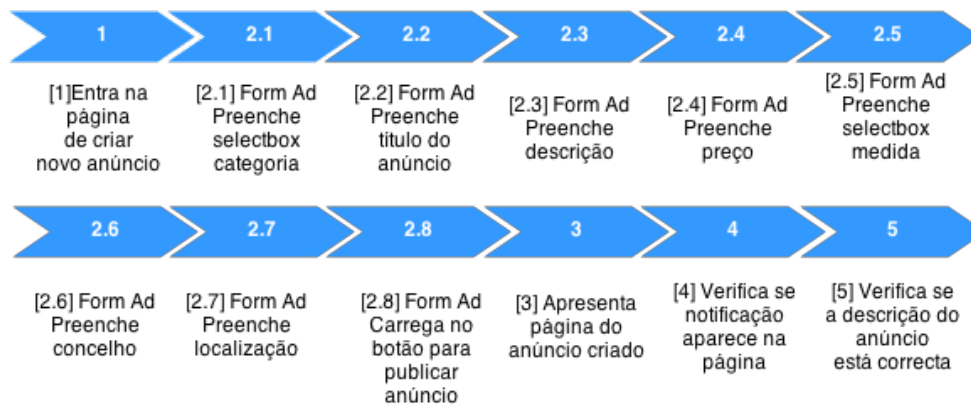 1
2.1
2.2
2.3
2.4
2.5
[1]Entra na
página
de criar
novo anúncio
[2.1] Form Ad
Preenche
selectbox
categoria
[2.2] Form Ad
Preenche
titulo do
anúncio
[2.3] Form Ad
Preenche
descrição
[2.4] Form Ad
Preenche
preço
[2.5] Form Ad
Preenche
selectbox
medida
2.6
2.7
2.8
3
4
5
[2.6] Form Ad
Preenche
concelho
[2.7] Form Ad
Preenche
localização
[2.8] Form Ad
Carrega no
botão para
publicar
anúncio
[3] Apresenta
página do
anúncio criado
[4] Verifica se
notificação
aparece na
página
[5] Verifica se
a descrição do
anúncio
está correcta